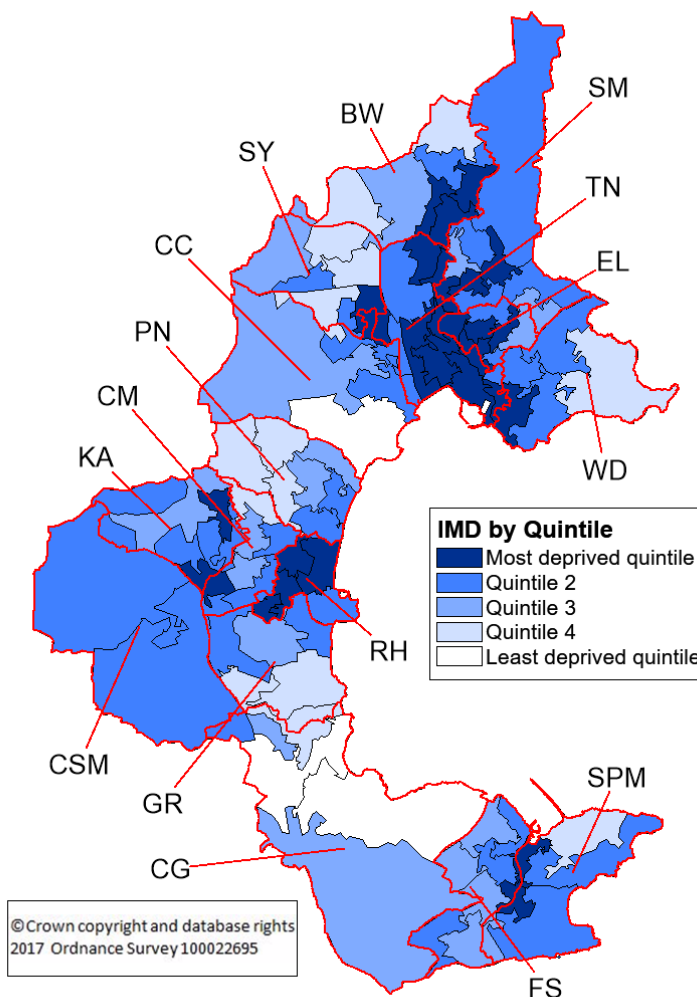 SM
BW
SY
TN
CC
EL
PN
CM
KA
WD
IMD by Quintile
Most deprived quintile
Quintile 2
Quintile 3
Quintile 4
Least deprived quintile
RH
CSM
GR
SPM
CG
© Crown copyright and database rights
2017 Ordnance Survey 100022695
FS